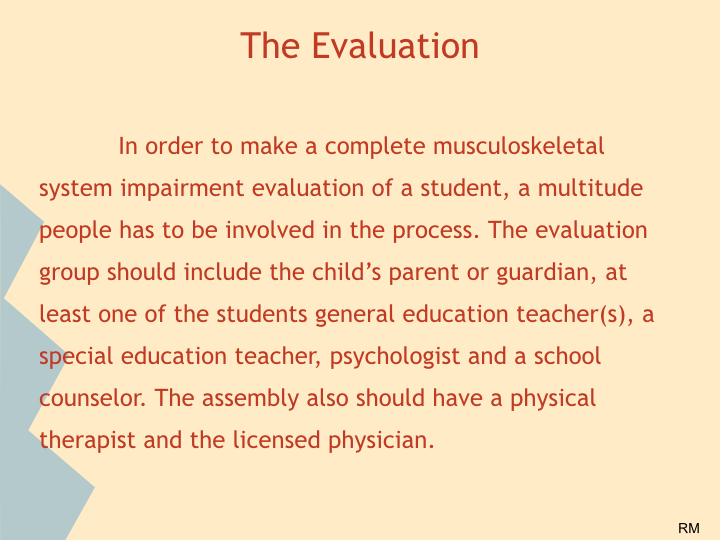 The Evaluation
In order to make a complete musculoskeletal
system impairment evaluation of a student, a multitude
people has to be involved in the process. The evaluation
group should include the child’s parent or guardian, at
least one of the students general education teacher(s), a
special education teacher, psychologist and a school
counselor. The assembly also should have a physical
therapist and the licensed physician.
RM